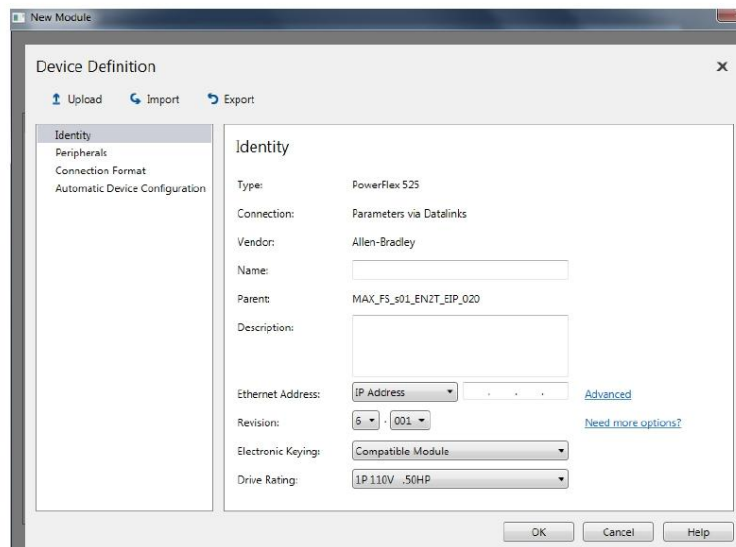 New Module
Device Definition
Upload Import Export
Identity
Peripherals
Connection Format
Automatic Device Configuration
Identity
Type: PowerFlex 525
Connection: Parameters via Datalinks
Vendor: Allen-Bradley
Name:
Parent: MAX_FS_s01_EN2T_EIP_020
Description:
Ethernet Address: IP Address . . . Advanced
Revision: 6 . 001 Need more options?
Electronic Keying: Compatible Module
Drive Rating: 1P 110V .50HP
OK Cancel Help